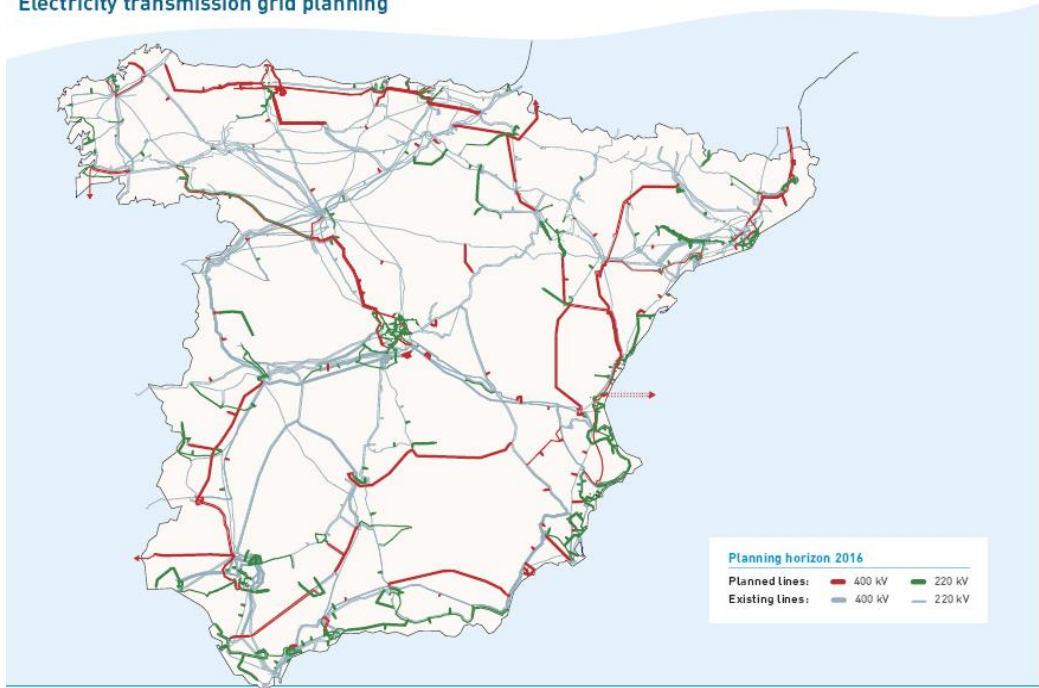 Electricity transmission grid planning
Planning horizon 2016
Planned lines: 400 kV 220 kV
Existing lines: 400 kV 220 kV